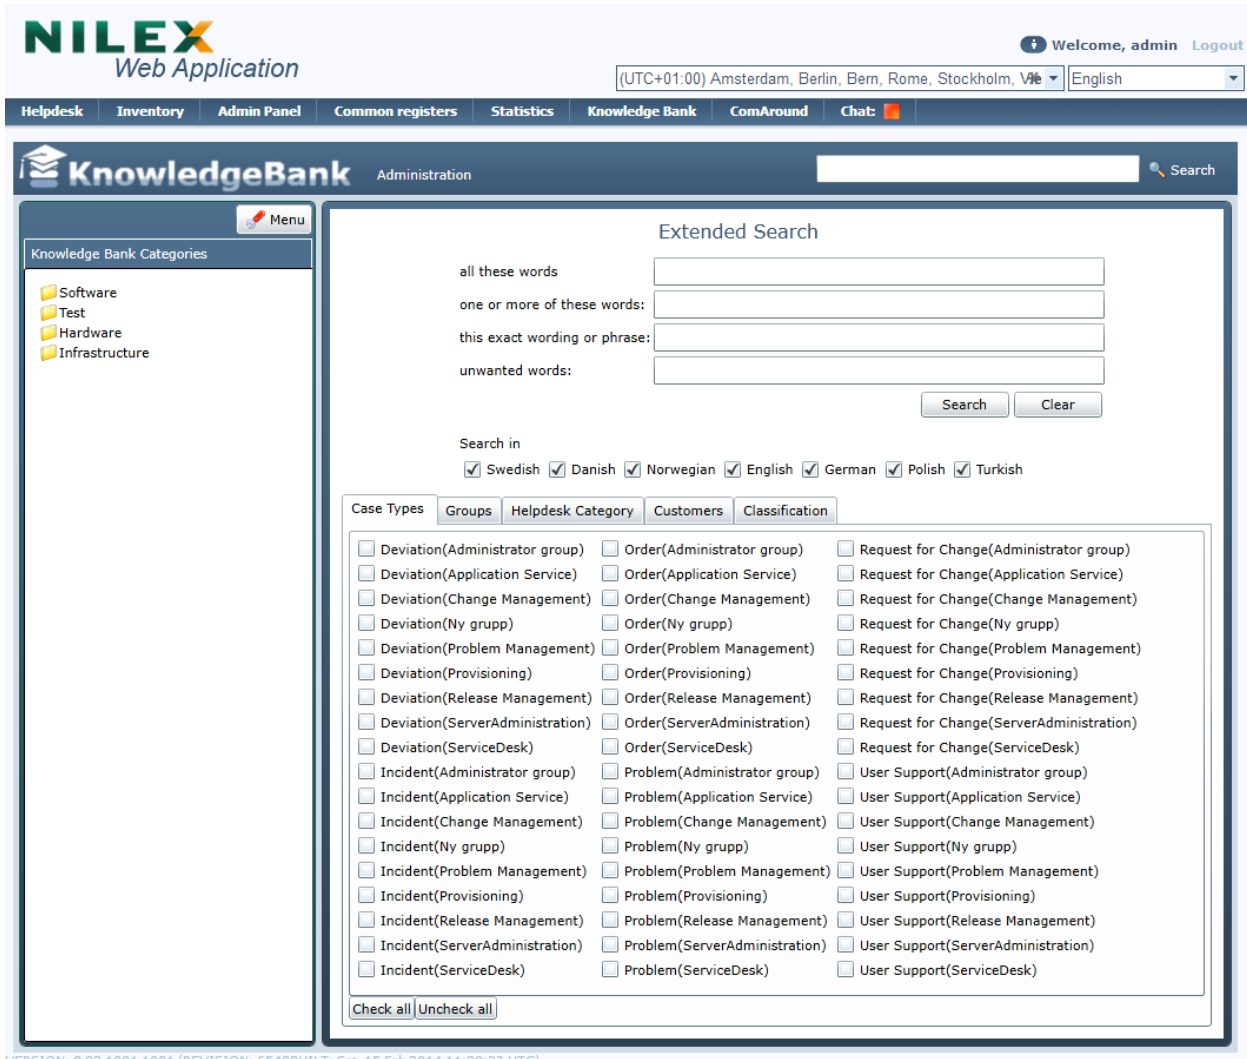 NILEX
Web Application
Welcome, admin Logout
(UTC+01:00) Amsterdam, Berlin, Bern, Rome, Stockholm, English
Helpdesk Inventory Admin Panel Common registers Statistics Knowledge Bank ComAround Chat:
KnowledgeBank Administration Search
Menu
Knowledge Bank Categories
Software
Test
Hardware
Infrastructure
Extended Search
all these words
one or more of these words:
this exact wording or phrase:
unwanted words:
Search Clear
Search in
Swedish Danish Norwegian English German Polish Turkish
Case Types Groups Helpdesk Category Customers Classification
Deviation(Administrator group) Order(Administrator group) Request for Change(Administrator group)
Deviation(Application Service) Order(Application Service) Request for Change(Application Service)
Deviation(Change Management) Order(Change Management) Request for Change(Change Management)
Deviation(Ny grupp) Order(Ny grupp) Request for Change(Ny grupp)
Deviation(Problem Management) Order(Problem Management) Request for Change(Problem Management)
Deviation(Provisioning) Order(Provisioning) Request for Change(Provisioning)
Deviation(Release Management) Order(Release Management) Request for Change(Release Management)
Deviation(ServerAdministration) Order(ServerAdministration) Request for Change(ServerAdministration)
Deviation(ServiceDesk) Order(ServiceDesk) Request for Change(ServiceDesk)
Incident(Administrator group) Problem(Administrator group) User Support(Administrator group)
Incident(Application Service) Problem(Application Service) User Support(Application Service)
Incident(Change Management) Problem(Change Management) User Support(Change Management)
Incident(Ny grupp) Problem(Ny grupp) User Support(Ny grupp)
Incident(Problem Management) Problem(Problem Management) User Support(Problem Management)
Incident(Provisioning) Problem(Provisioning) User Support(Provisioning)
Incident(Release Management) Problem(Release Management) User Support(Release Management)
Incident(ServerAdministration) Problem(ServerAdministration) User Support(ServerAdministration)
Incident(ServiceDesk) Problem(ServiceDesk) User Support(ServiceDesk)
Check all Uncheck all